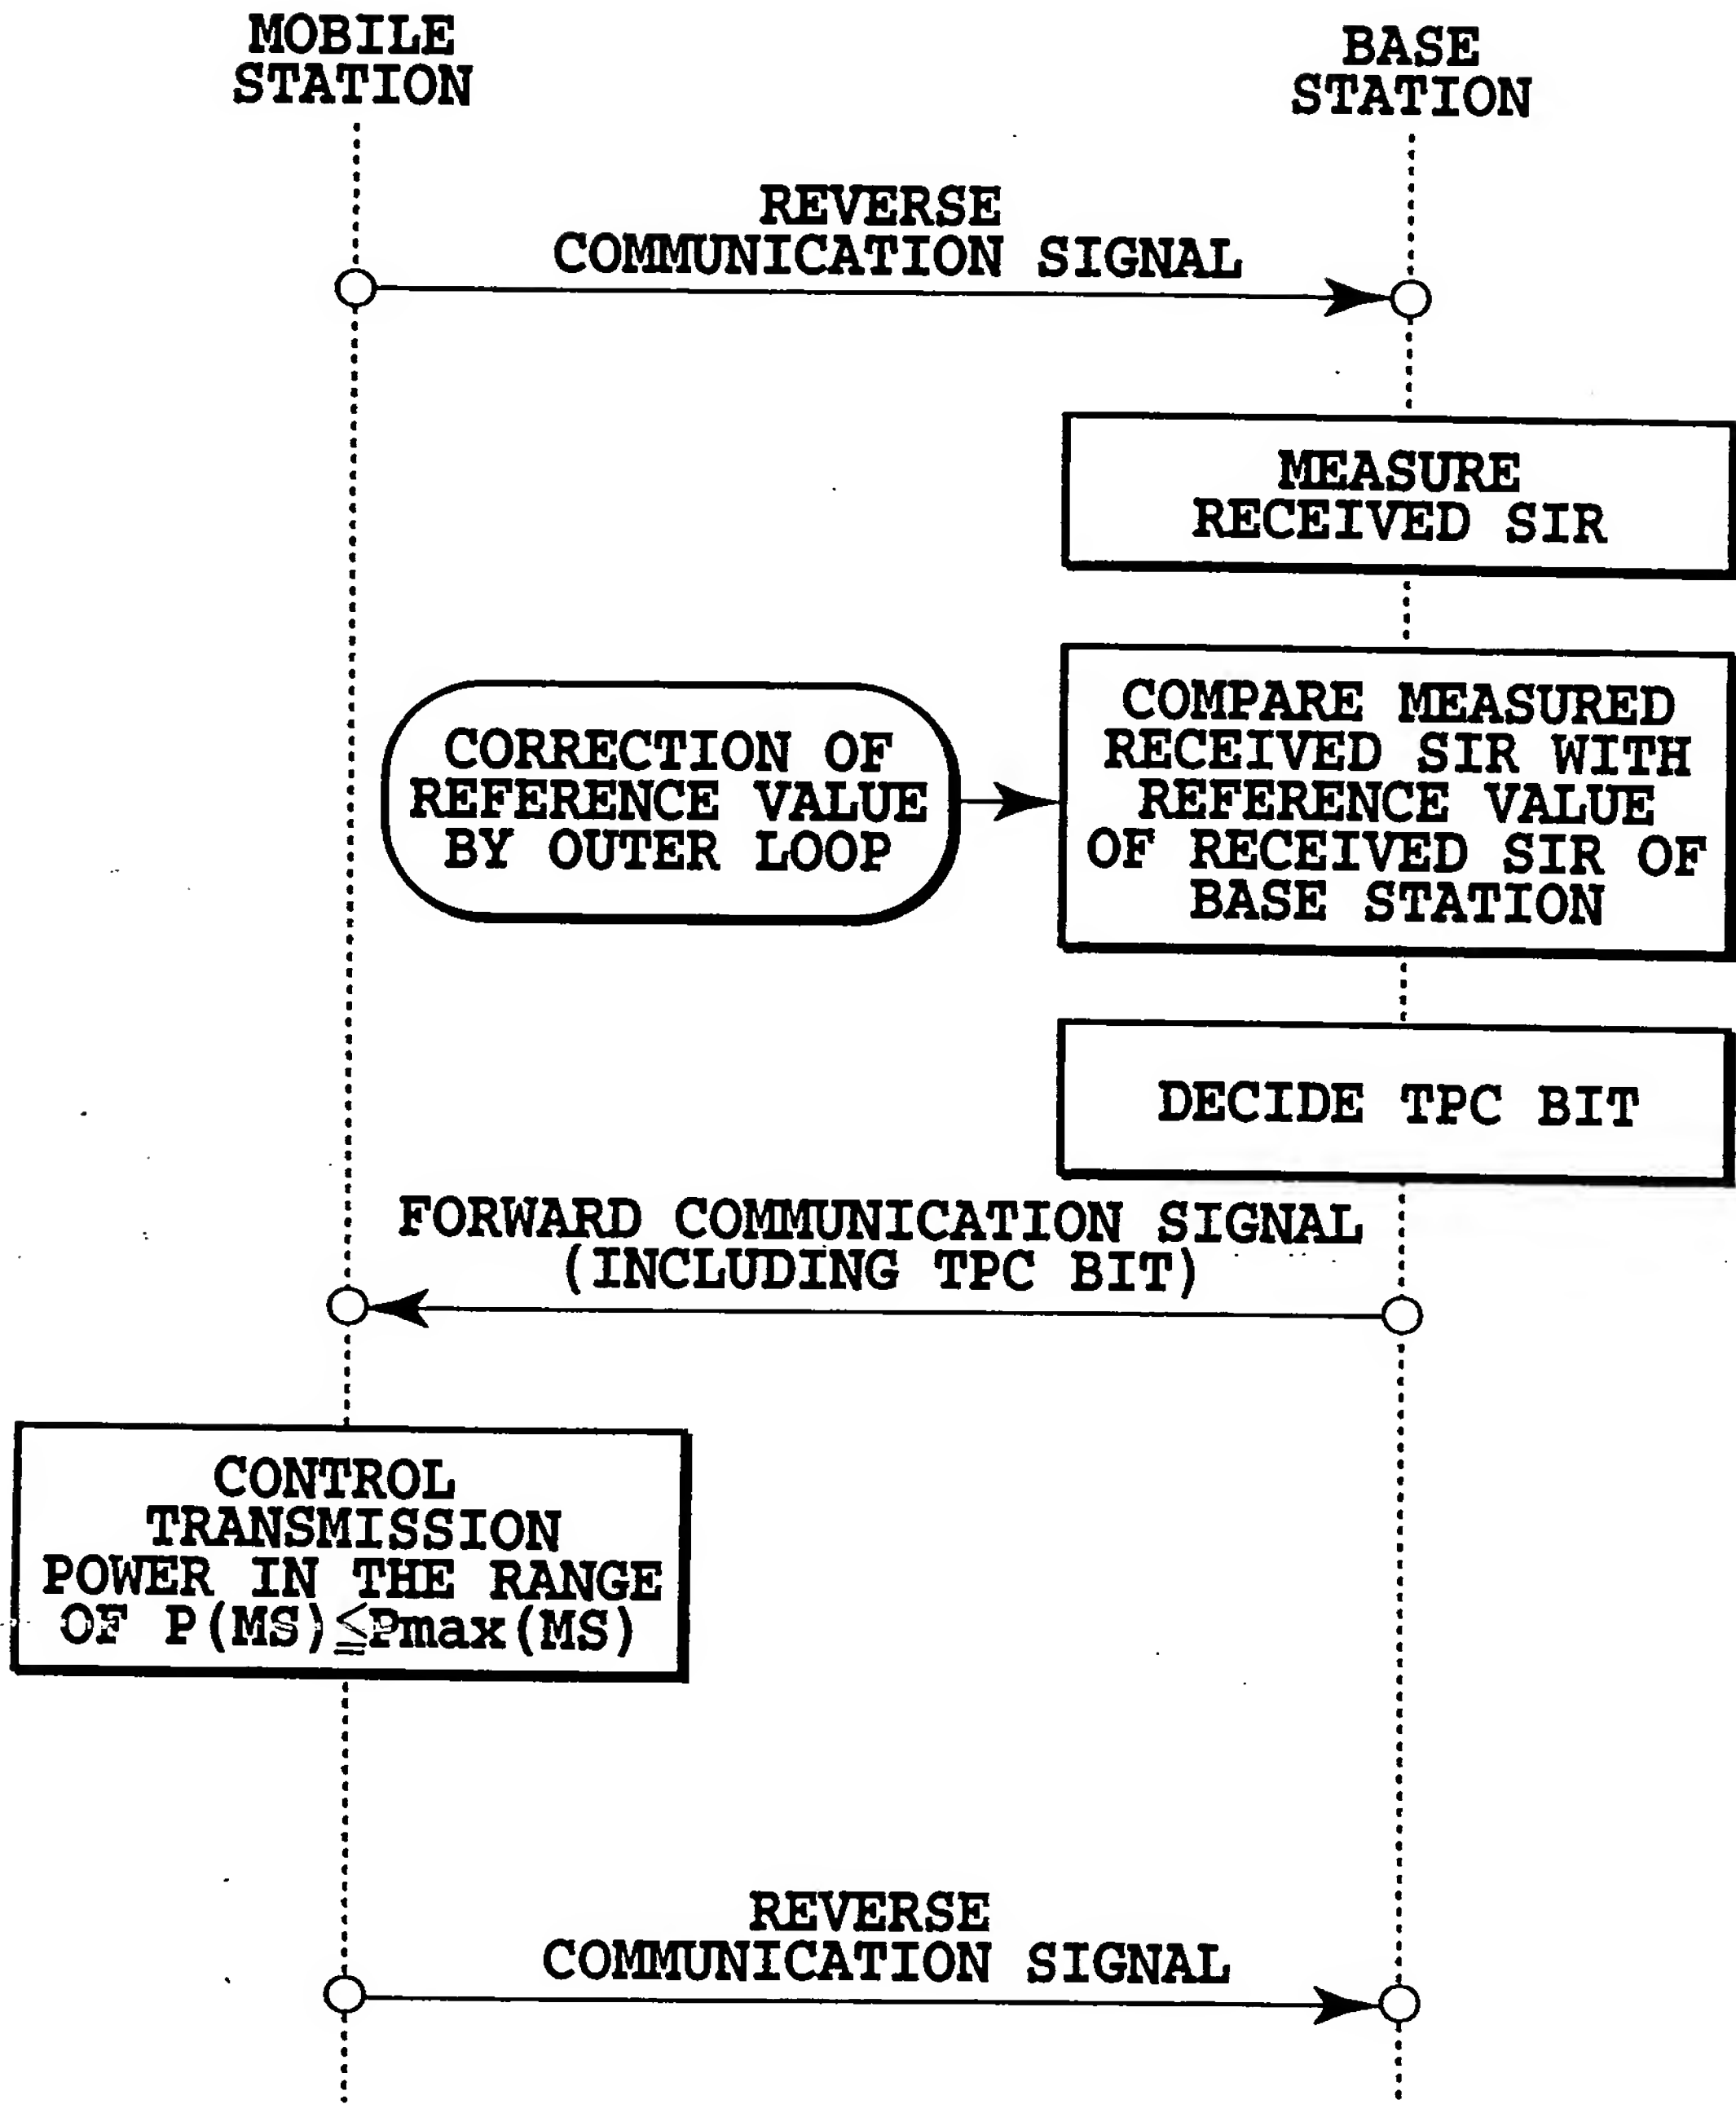 MOBILE
STATION
BASE
STATION
REVERSE
COMMUNICATION SIGNAL
MEASURE
RECEIVED SIR
CORRECTION OF
REFERENCE VALUE
BY OUTER LOOP
COMPARE MEASURED
RECEIVED SIR WITH
REFERENCE VALUE
OF RECEIVED SIR OF
BASE STATION
DECIDE TPC BIT
FORWARD COMMUNICATION SIGNAL
(INCLUDING TPC BIT)
CONTROL
TRANSMISSION
POWER IN THE RANGE
OF P(MS)≦Pmax(MS)
REVERSE
COMMUNICATION SIGNAL